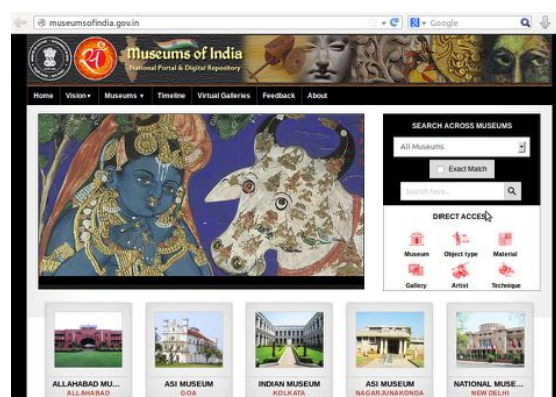 museumsofindia.gov.in
Google
Museums of India
National Portal & Digital Repository
Home Vision Museums Timeline Virtual Galleries Feedback About
SEARCH ACROSS MUSEUMS
All Museums
Exact Match
Search here...
DIRECT ACCESS
Museum Object type Material
Gallery Artist Technique
ALLAHABAD MU... ASI MUSEUM INDIAN MUSEUM ASI MUSEUM NATIONAL MUSE...
ALLAHABAD GOA KOLKATA NAGARJUNAKONDA NEW DELHI